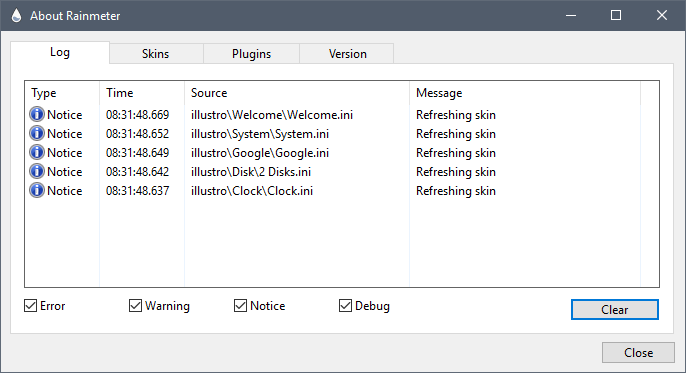 About Rainmeter
Log Skins Plugins Version
Type Time Source Message
Notice 08:31:48.669 illustro\Welcome\Welcome.ini Refreshing skin
Notice 08:31:48.652 illustro\System\System.ini Refreshing skin
Notice 08:31:48.649 illustro\Google\Google.ini Refreshing skin
Notice 08:31:48.642 illustro\Disk\2 Disks.ini Refreshing skin
Notice 08:31:48.637 illustro\Clock\Clock.ini Refreshing skin
Error Warning Notice Debug Clear
Close